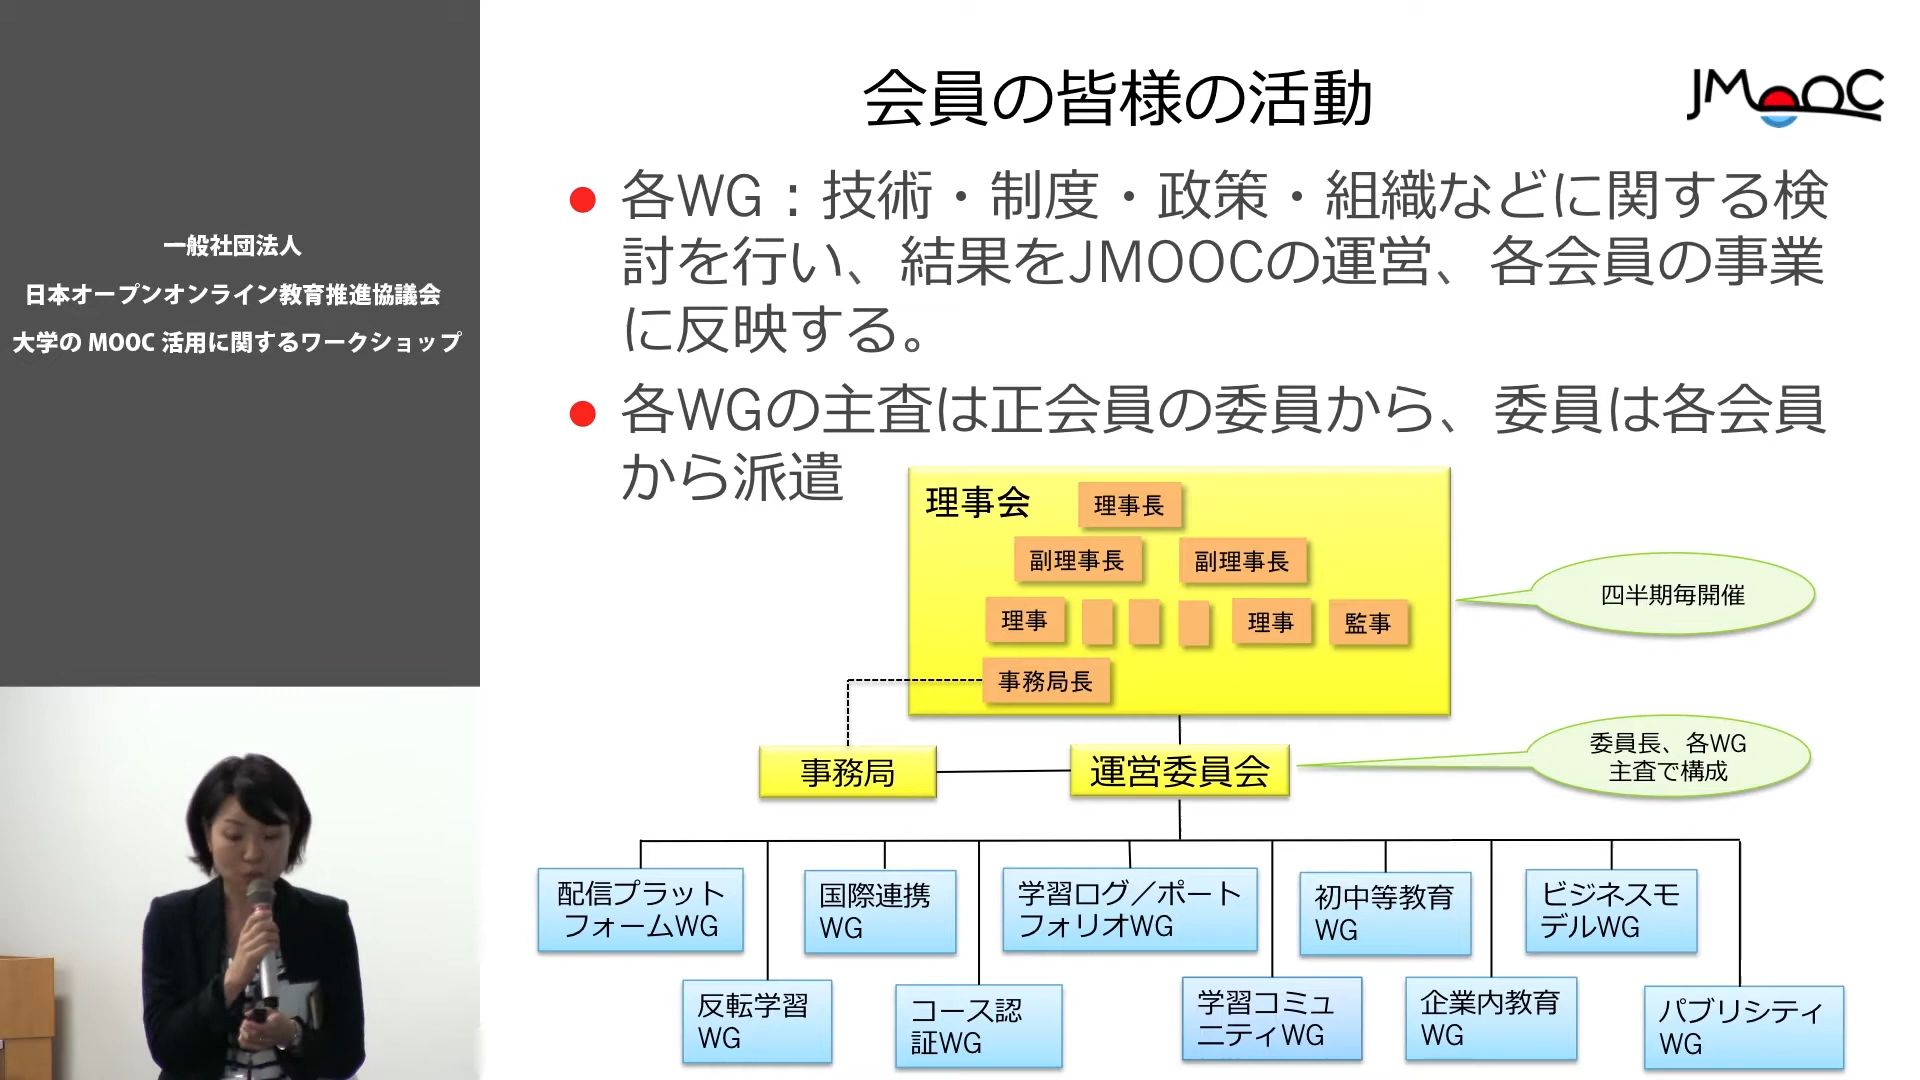 一般社団法人
日本オープンオンライン教育推進協議会
大学の MOOC 活用に関するワークショップ
会員の皆様の活動
JMOOC
● 各WG：技術・制度・政策・組織などに関する検
討を行い、結果をJMOOCの運営、各会員の事業
に反映する。
● 各WGの主査は正会員の委員から、委員は各会員
から派遣
理事会
理事長
副理事長
副理事長
理事
理事
監事
事務局長
四半期毎開催
事務局
運営委員会
委員長、各WG
主査で構成
配信プラット
フォームWG
国際連携
WG
学習ログ／ポート
フォリオWG
初中等教育
WG
ビジネスモ
デルWG
反転学習
WG
コース認
証WG
学習コミュ
ニティWG
企業内教育
WG
パブリシティ
WG